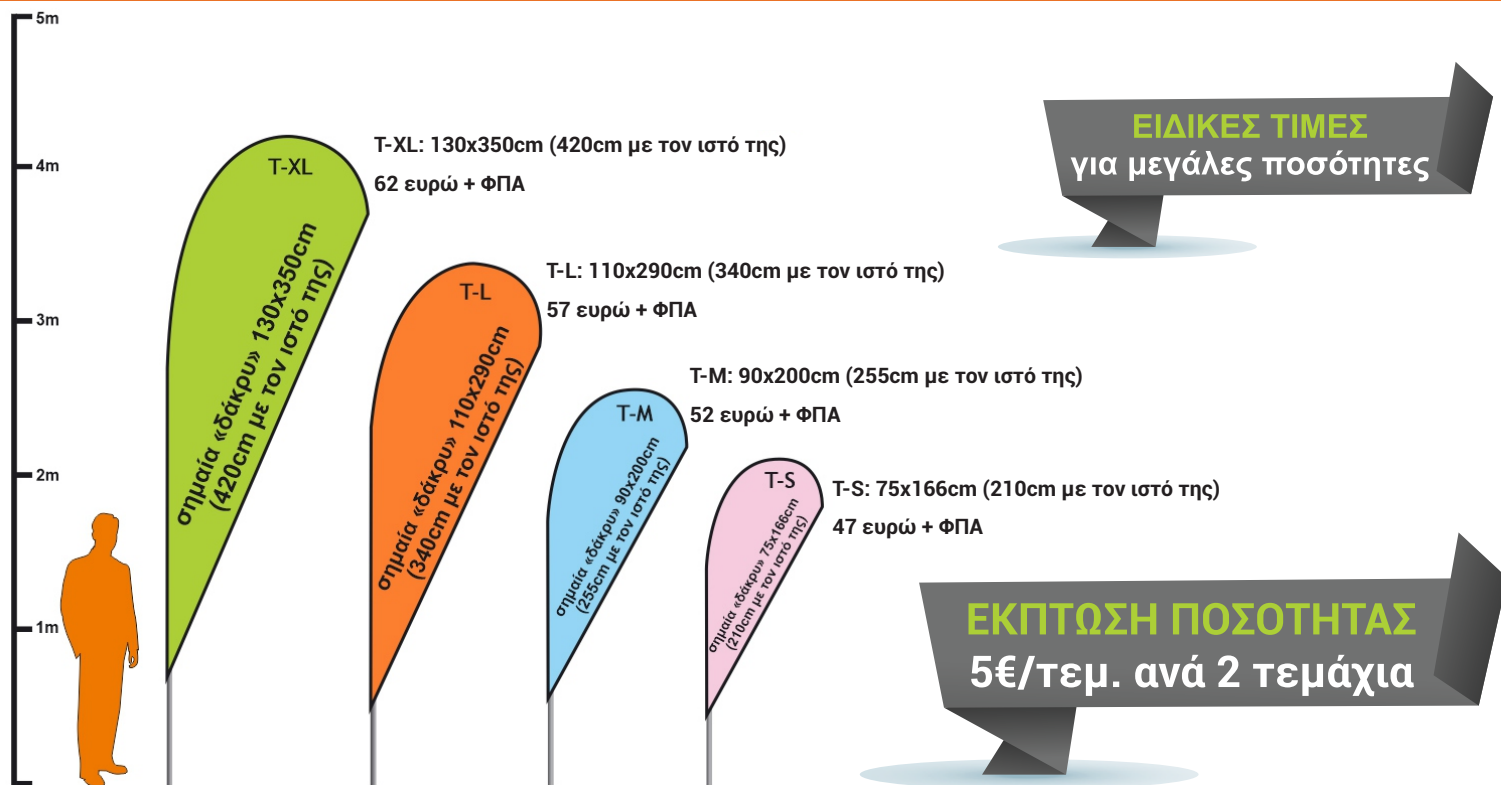 5m
4m
3m
2m
1m
T-XL
σημαία «δάκρυ» 130x350cm
(420cm με τον ιστό της)
T-XL: 130x350cm (420cm με τον ιστό της)
62 ευρώ + ΦΠΑ
ΕΙΔΙΚΕΣ ΤΙΜΕΣ
για μεγάλες ποσότητες
T-L
σημαία «δάκρυ» 110x290cm
(340cm με τον ιστό της)
T-L: 110x290cm (340cm με τον ιστό της)
57 ευρώ + ΦΠΑ
T-M
σημαία «δάκρυ» 90x200cm
(255cm με τον ιστό της)
T-M: 90x200cm (255cm με τον ιστό της)
52 ευρώ + ΦΠΑ
T-S
σημαία «δάκρυ» 75x166cm
(210cm με τον ιστό της)
T-S: 75x166cm (210cm με τον ιστό της)
47 ευρώ + ΦΠΑ
ΕΚΠΤΩΣΗ ΠΟΣΟΤΗΤΑΣ
5€/τεμ. ανά 2 τεμάχια